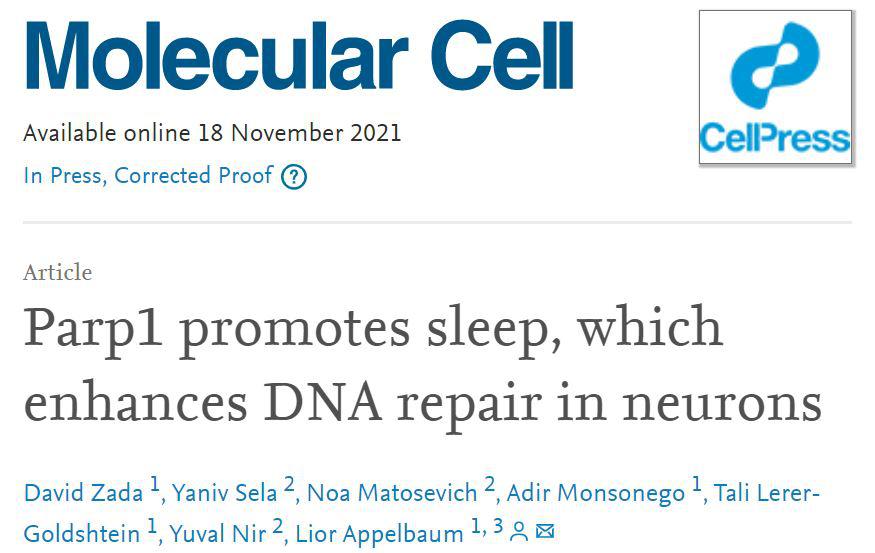 Molecular Cell
CellPress
Available online 18 November 2021
In Press, Corrected Proof ?
Article
Parp1 promotes sleep, which
enhances DNA repair in neurons
David Zada 1, Yaniv Sela 2, Noa Matosevich 2, Adir Monsonego 1, Tali Lerer-
Goldshtein 1, Yuval Nir 2, Lior Appelbaum 1, 3